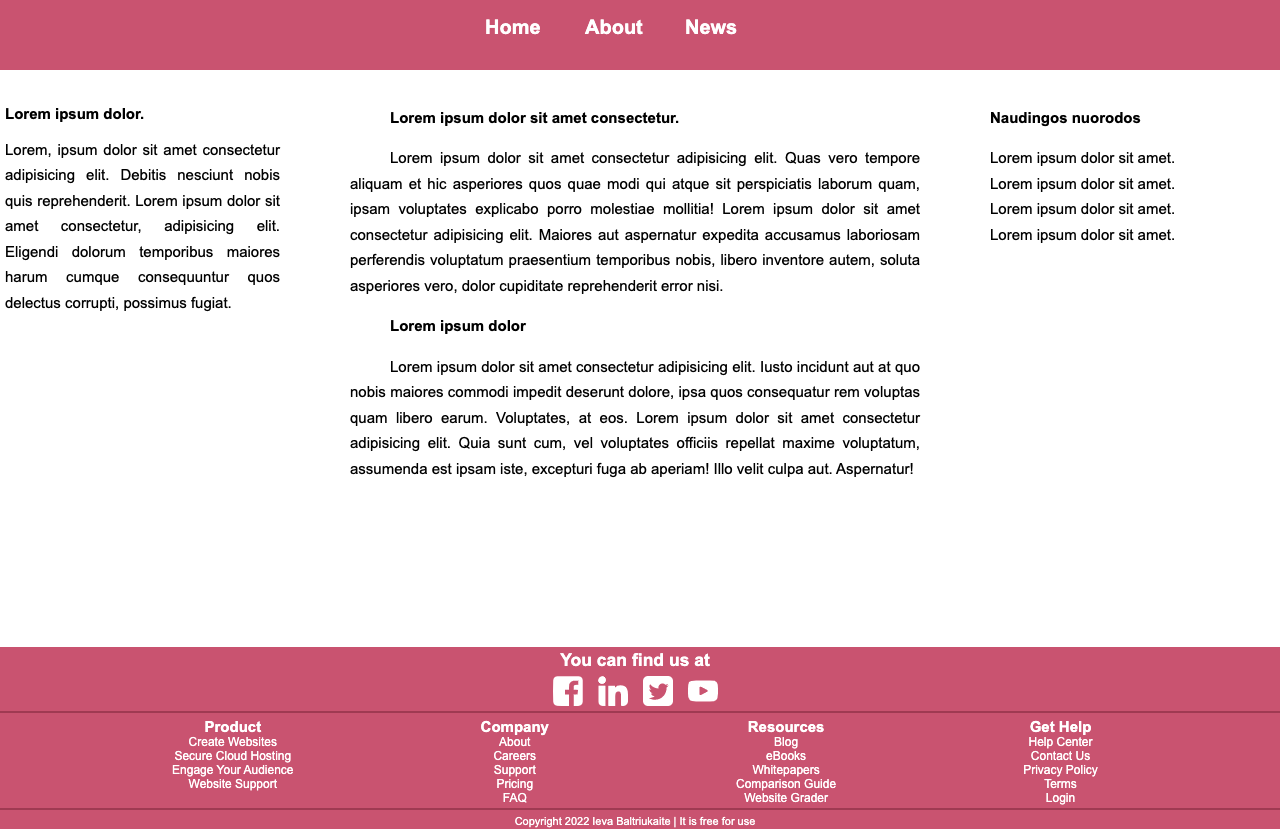 Home About News
Lorem ipsum dolor.
Lorem, ipsum dolor sit amet consectetur
adipisicing elit. Debitis nesciunt nobis
quis reprehenderit. Lorem ipsum dolor sit
amet consectetur, adipisicing elit.
Eligendi dolorum temporibus maiores
harum cumque consequuntur quos
delectus corrupti, possimus fugiat.
Lorem ipsum dolor sit amet consectetur.
Lorem ipsum dolor sit amet consectetur adipisicing elit. Quas vero tempore
aliquam et hic asperiores quos quae modi qui atque sit perspiciatis laborum quam,
ipsam voluptates explicabo porro molestiae mollitia! Lorem ipsum dolor sit amet
consectetur adipisicing elit. Maiores aut aspernatur expedita accusamus laboriosam
perferendis voluptatum praesentium temporibus nobis, libero inventore autem, soluta
asperiores vero, dolor cupiditate reprehenderit error nisi.
Lorem ipsum dolor
Lorem ipsum dolor sit amet consectetur adipisicing elit. Iusto incidunt aut at quo
nobis maiores commodi impedit deserunt dolore, ipsa quos consequatur rem voluptas
quam libero earum. Voluptates, at eos. Lorem ipsum dolor sit amet consectetur
adipisicing elit. Quia sunt cum, vel voluptates officiis repellat maxime voluptatum,
assumenda est ipsam iste, excepturi fuga ab aperiam! Illo velit culpa aut. Aspernatur!
Naudingos nuorodos
Lorem ipsum dolor sit amet.
Lorem ipsum dolor sit amet.
Lorem ipsum dolor sit amet.
Lorem ipsum dolor sit amet.
You can find us at
Product
Create Websites
Secure Cloud Hosting
Engage Your Audience
Website Support
Company
About
Careers
Support
Pricing
FAQ
Resources
Blog
eBooks
Whitepapers
Comparison Guide
Website Grader
Get Help
Help Center
Contact Us
Privacy Policy
Terms
Login
Copyright 2022 Ieva Baltriukaite | It is free for use